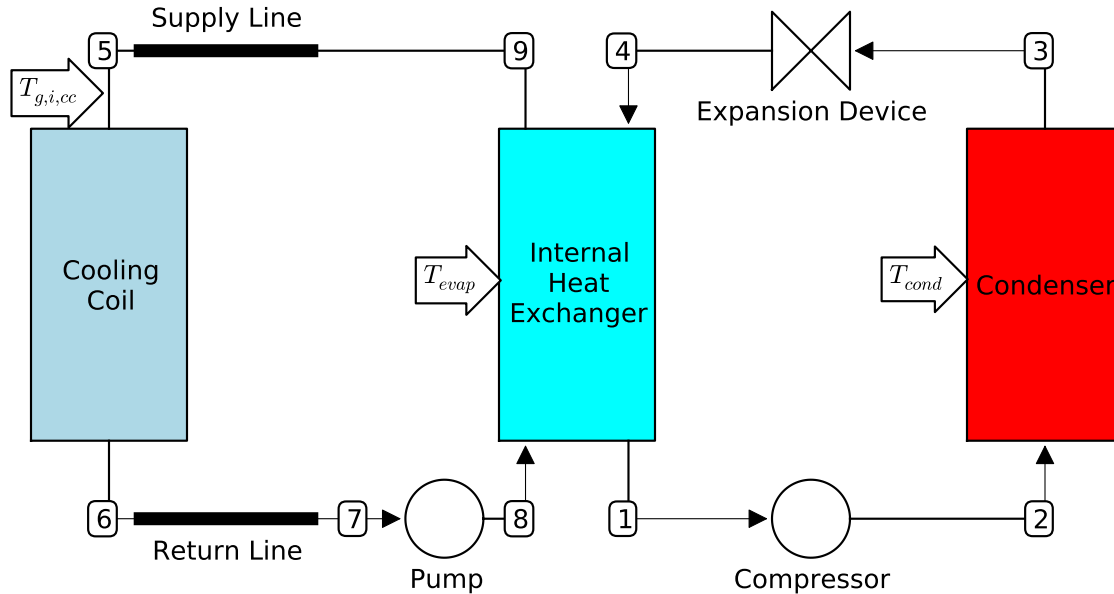 Supply Line
5
9
4
3
T_{g,i,cc}
Expansion Device
Cooling
Coil
Internal
Heat
Exchanger
T_{evap}
T_{cond}
Condenser
6
7
8
1
2
Return Line
Pump
Compressor